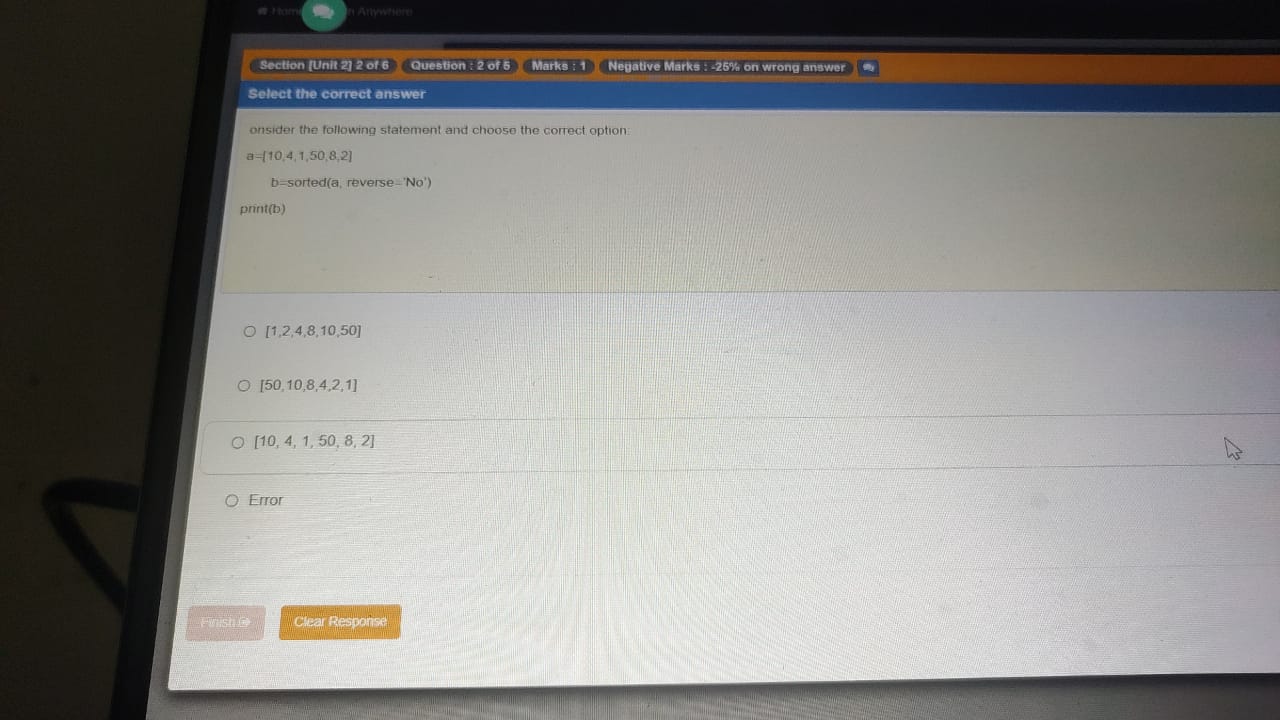 Home
n Anywhere
Section [Unit 2] 2 of 6 Question : 2 of 5 Marks : 1 Negative Marks : -25% on wrong answer
Select the correct answer
onsider the following statement and choose the correct option.
a=[10,4,1,50,8,2]
b=sorted(a, reverse='No')
print(b)
[1,2,4,8,10,50]
[50,10,8,4,2,1]
[10, 4, 1, 50, 8, 2]
Error
Finish
Clear Response